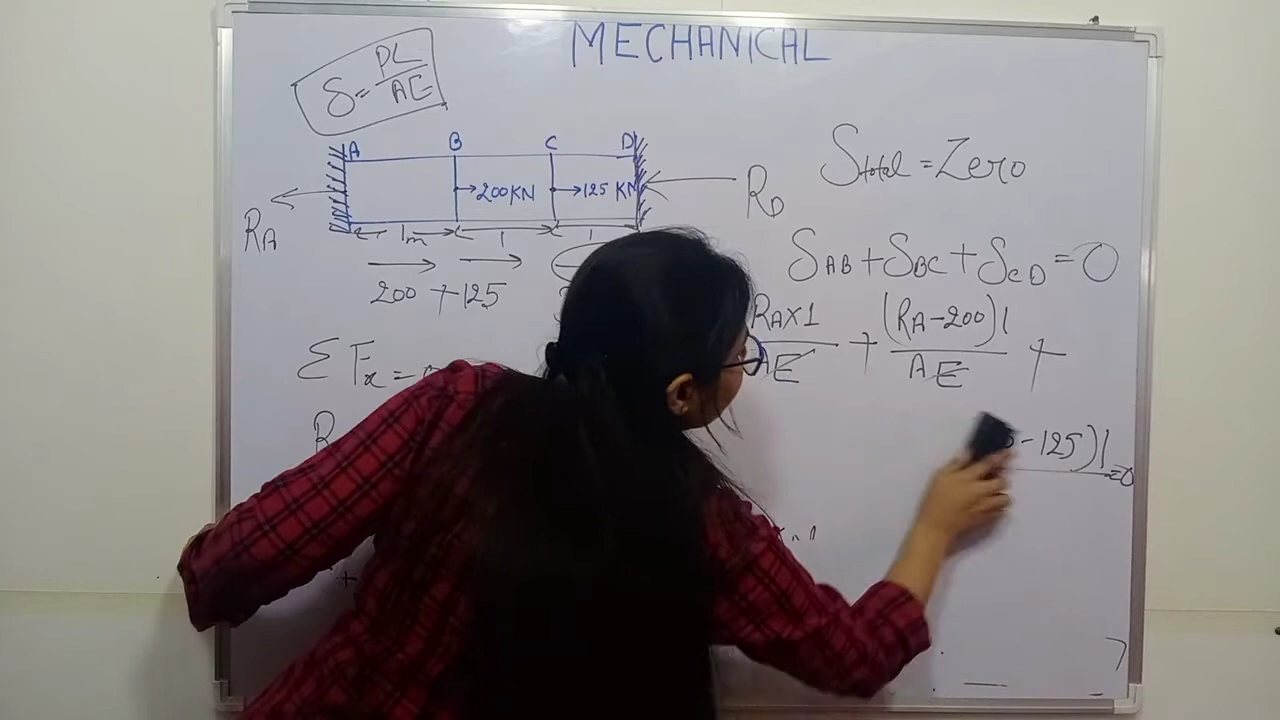 MECHANICAL
δ = PL/AE
A B C D
→200KN →125 KN
RA RD
1m 1 1
200 + 125
ΣFx =
R
δtotal = Zero
δAB + δBC + δCD = 0
RA×1/AE + (RA-200)1/AE +
-125)1 =0